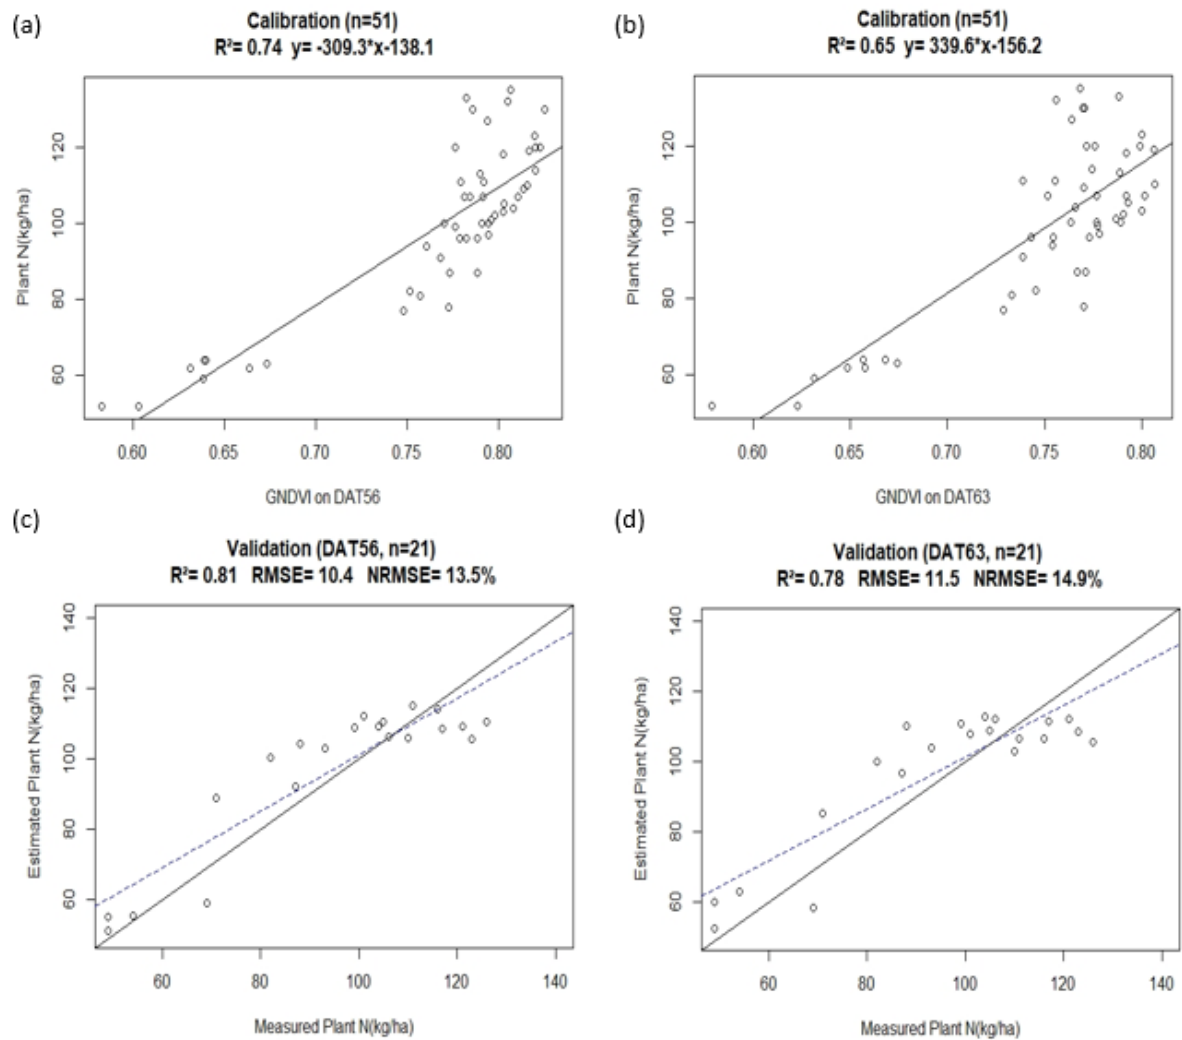 (a)
Calibration (n=51)
R²= 0.74 y= -309.3*x-138.1
Plant N(kg/ha)
120
100
80
60
0.60 0.65 0.70 0.75 0.80
GNDVI on DAT56
(b)
Calibration (n=51)
R²= 0.65 y= 339.6*x-156.2
Plant N(kg/ha)
120
100
80
60
0.60 0.65 0.70 0.75 0.80
GNDVI on DAT63
(c)
Validation (DAT56, n=21)
R²= 0.81 RMSE= 10.4 NRMSE= 13.5%
Estimated Plant N(kg/ha)
140
120
100
80
60
60 80 100 120 140
Measured Plant N(kg/ha)
(d)
Validation (DAT63, n=21)
R²= 0.78 RMSE= 11.5 NRMSE= 14.9%
Estimated Plant N(kg/ha)
140
120
100
80
60
60 80 100 120 140
Measured Plant N(kg/ha)